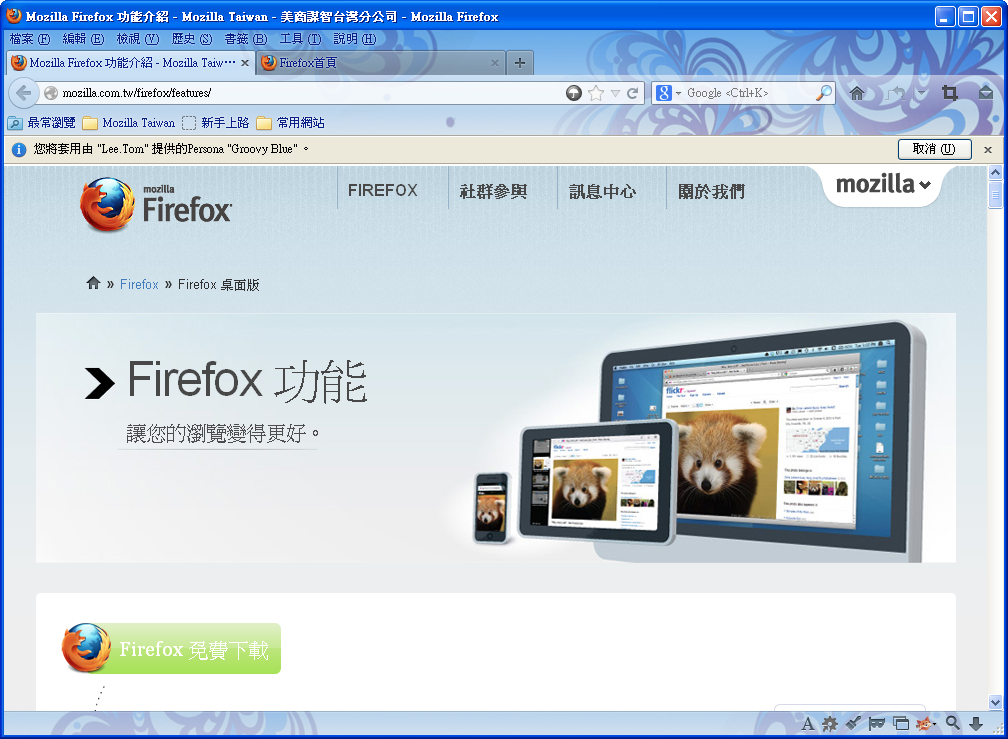 Mozilla Firefox 功能介紹 - Mozilla Taiwan - 美商謀智台灣分公司 - Mozilla Firefox
檔案 (F) 編輯 (E) 檢視 (V) 歷史 (S) 書籤 (B) 工具 (T) 說明 (H)
Mozilla Firefox 功能介紹 - Mozilla Taiw⋯ × Firefox首頁 × +
mozilla.com.tw/firefox/features/ 8 Google <Ctrl+K>
最常瀏覽 Mozilla Taiwan 新手上路 常用網站
您將套用由 "Lee.Tom" 提供的Persona "Groovy Blue" 。 取消 (U) ×
mozilla
Firefox
FIREFOX 社群參與 訊息中心 關於我們 mozilla
» Firefox » Firefox 桌面版
Firefox 功能
讓您的瀏覽變得更好。
flickr
flickr
Firefox 免費下載